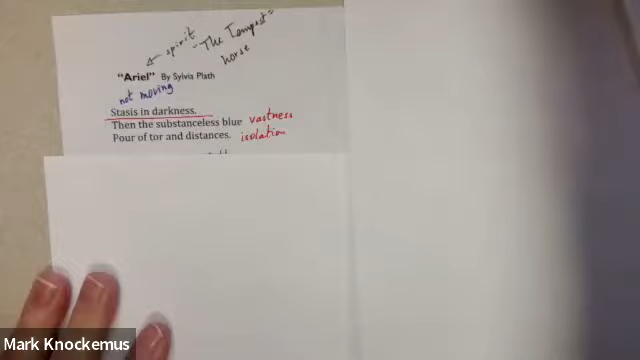 ← spirit "The Tempest"
horse
"Ariel" By Sylvia Plath
not moving
Stasis in darkness.
Then the substanceless blue vastness
Pour of tor and distances. isolation
Mark Knockemus